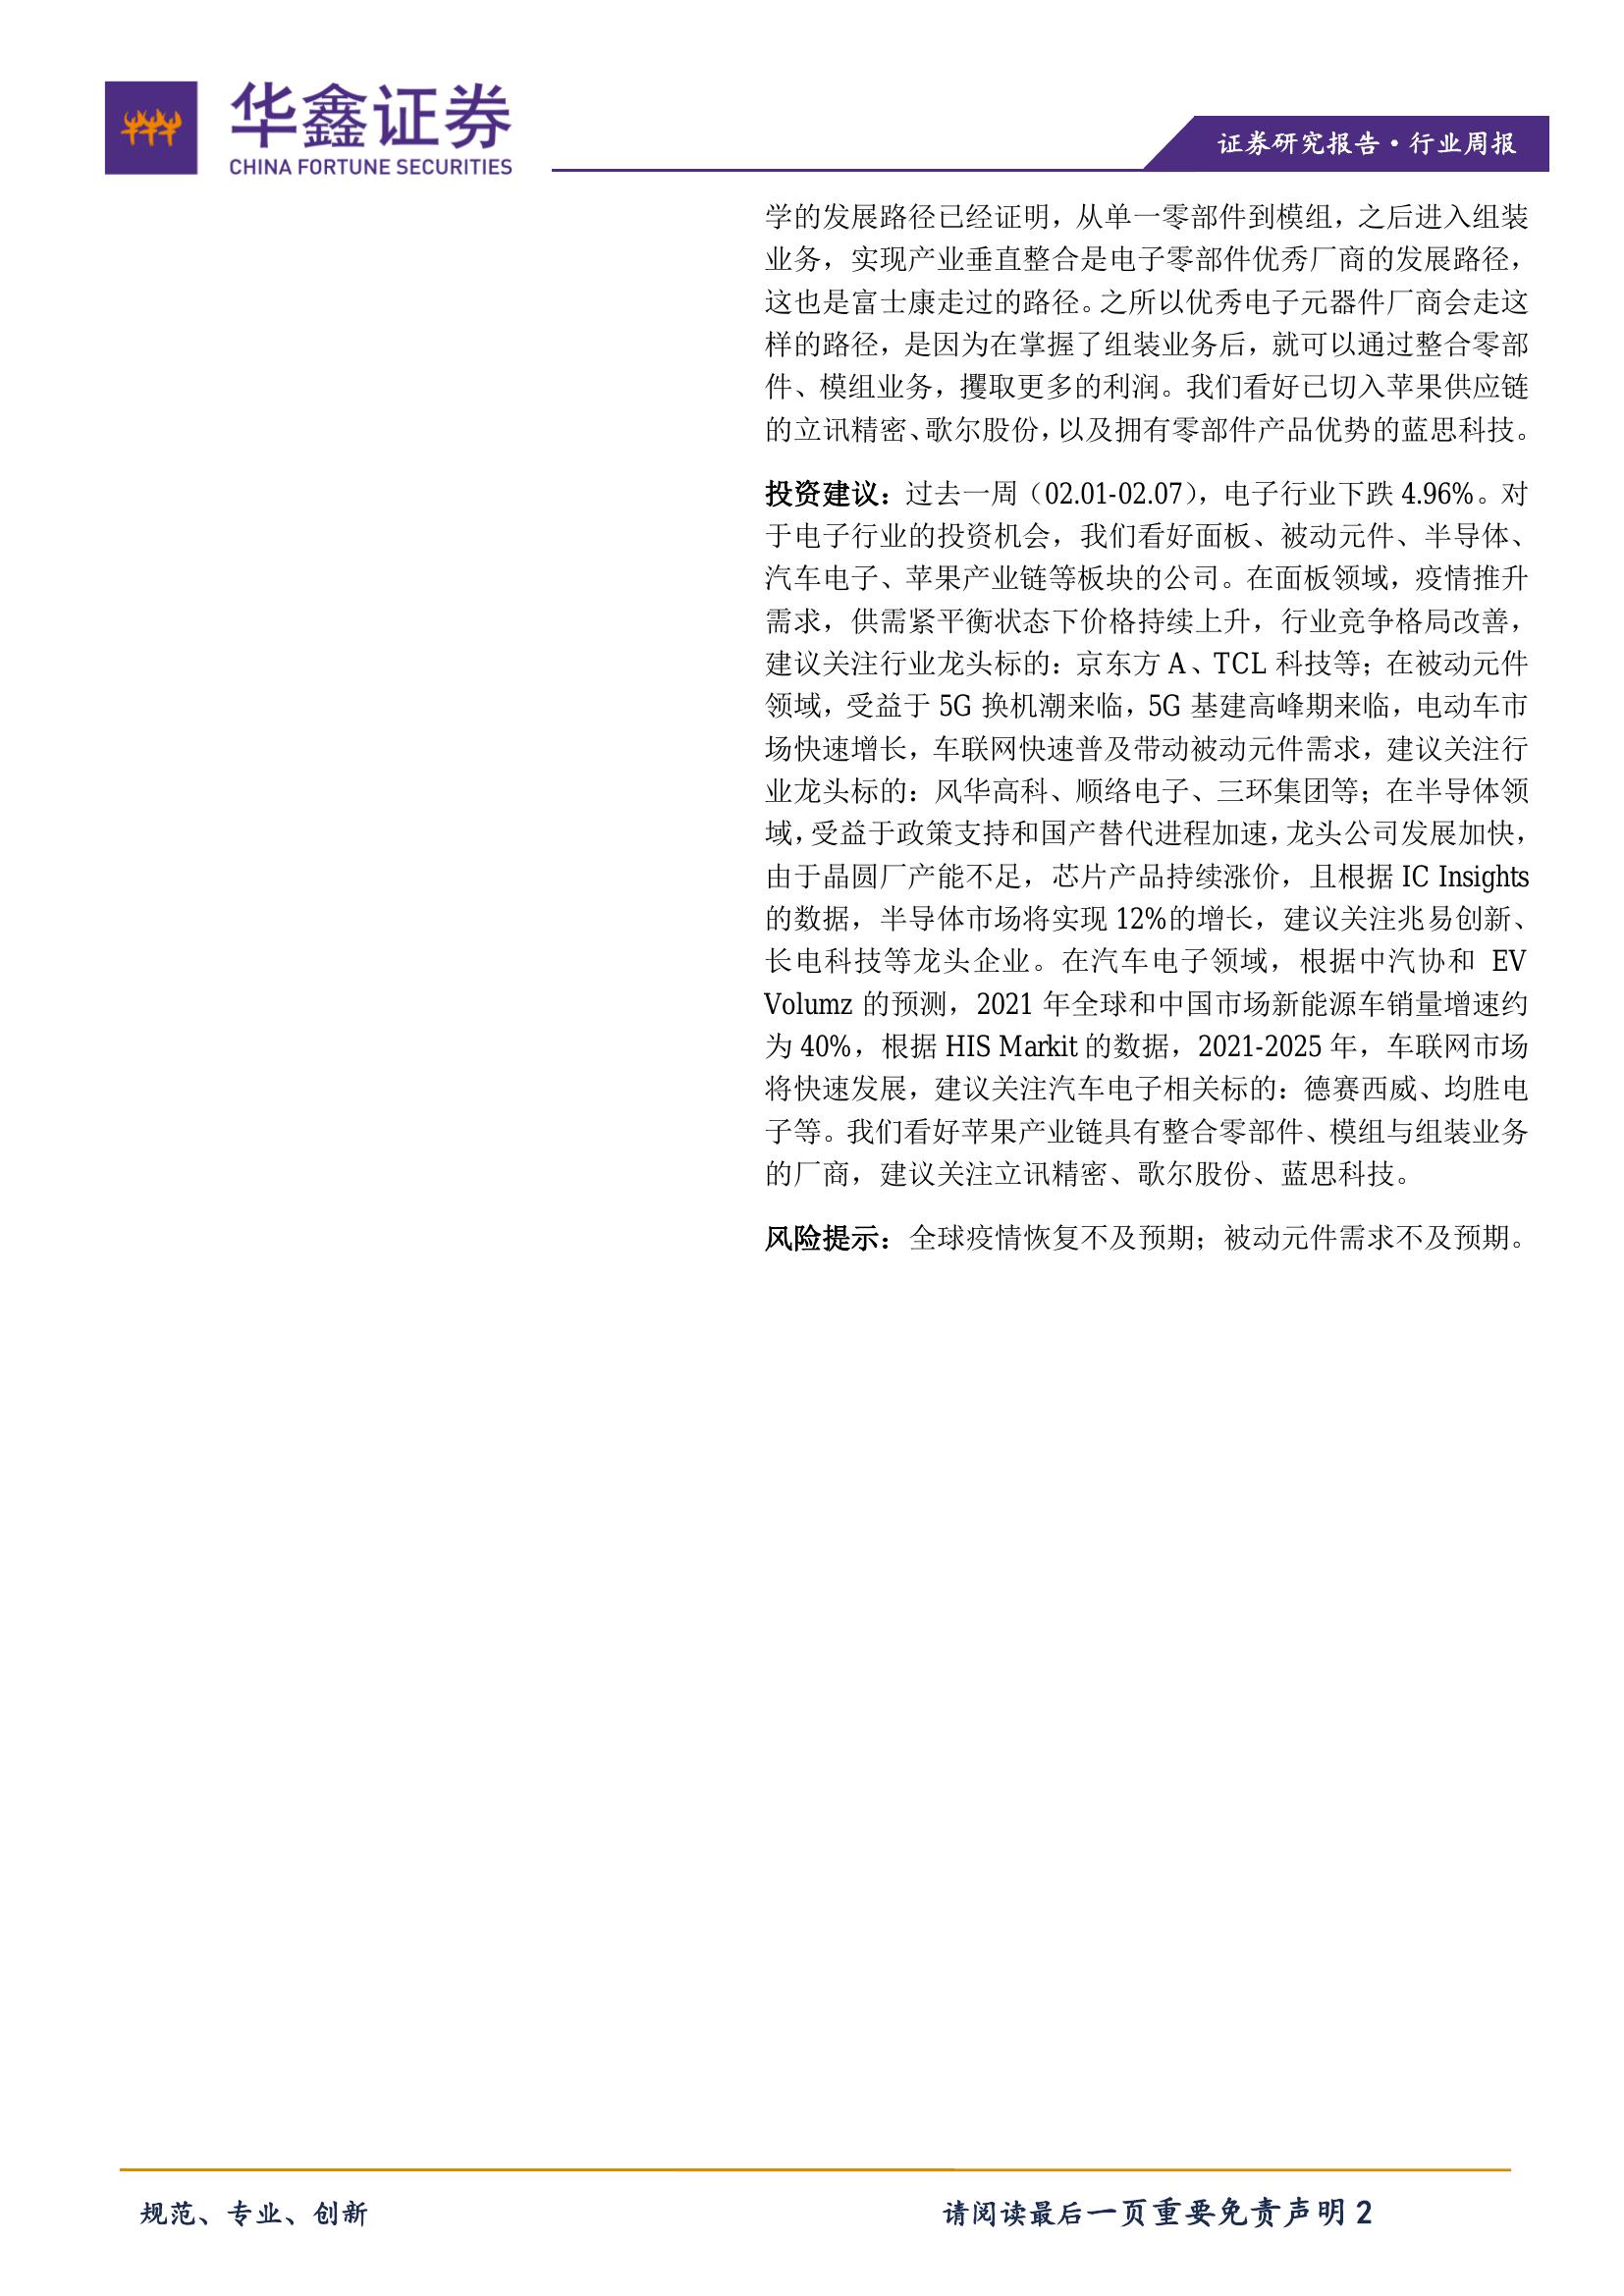 华鑫证券
CHINA FORTUNE SECURITIES
证券研究报告·行业周报
学的发展路径已经证明，从单一零部件到模组，之后进入组装
业务，实现产业垂直整合是电子零部件优秀厂商的发展路径，
这也是富士康走过的路径。之所以优秀电子元器件厂商会走这
样的路径，是因为在掌握了组装业务后，就可以通过整合零部
件、模组业务，攫取更多的利润。我们看好已切入苹果供应链
的立讯精密、歌尔股份，以及拥有零部件产品优势的蓝思科技。
投资建议：过去一周（02.01-02.07），电子行业下跌 4.96%。对
于电子行业的投资机会，我们看好面板、被动元件、半导体、
汽车电子、苹果产业链等板块的公司。在面板领域，疫情推升
需求，供需紧平衡状态下价格持续上升，行业竞争格局改善，
建议关注行业龙头标的：京东方 A、TCL 科技等；在被动元件
领域，受益于 5G 换机潮来临，5G 基建高峰期来临，电动车市
场快速增长，车联网快速普及带动被动元件需求，建议关注行
业龙头标的：风华高科、顺络电子、三环集团等；在半导体领
域，受益于政策支持和国产替代进程加速，龙头公司发展加快，
由于晶圆厂产能不足，芯片产品持续涨价，且根据 IC Insights
的数据，半导体市场将实现 12%的增长，建议关注兆易创新、
长电科技等龙头企业。在汽车电子领域，根据中汽协和 EV
Volumz 的预测，2021 年全球和中国市场新能源车销量增速约
为 40%，根据 HIS Markit 的数据，2021-2025 年，车联网市场
将快速发展，建议关注汽车电子相关标的：德赛西威、均胜电
子等。我们看好苹果产业链具有整合零部件、模组与组装业务
的厂商，建议关注立讯精密、歌尔股份、蓝思科技。
风险提示：全球疫情恢复不及预期；被动元件需求不及预期。
规范、专业、创新
请阅读最后一页重要免责声明 2